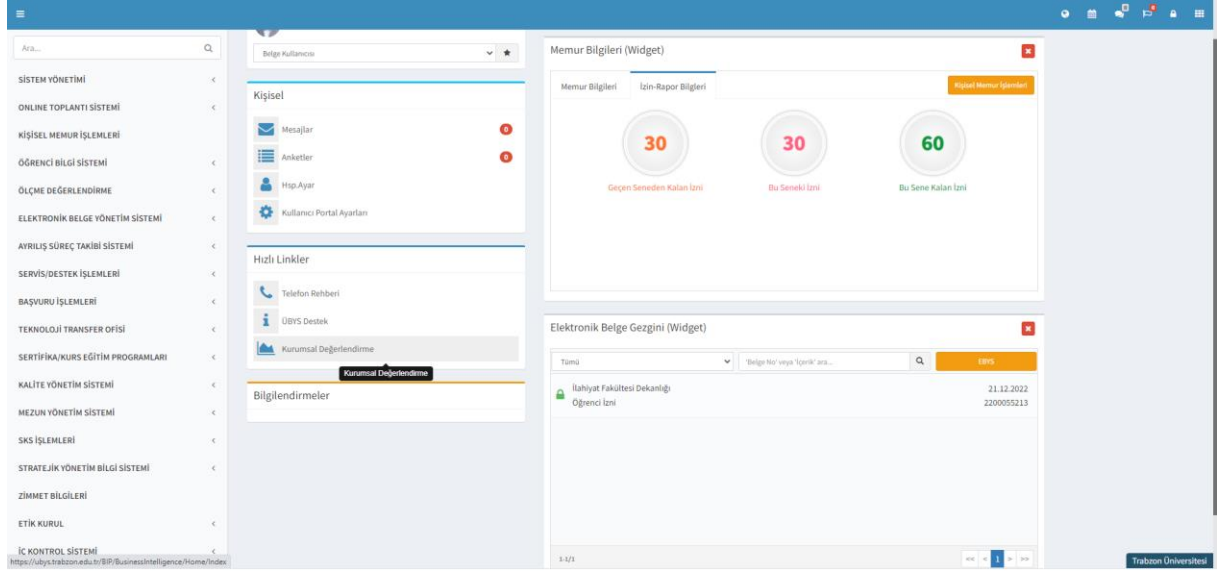 Ara...
SİSTEM YÖNETİMİ
ONLINE TOPLANTI SİSTEMİ
KİŞİSEL MEMUR İŞLEMLERİ
ÖĞRENCİ BİLGİ SİSTEMİ
ÖLÇME DEĞERLENDİRME
ELEKTRONİK BELGE YÖNETİM SİSTEMİ
AYRILIŞ SÜREÇ TAKİBİ SİSTEMİ
SERVİS/DESTEK İŞLEMLERİ
BAŞVURU İŞLEMLERİ
TEKNOLOJİ TRANSFER OFİSİ
SERTİFİKA/KURS EĞİTİM PROGRAMLARI
KALİTE YÖNETİM SİSTEMİ
MEZUN YÖNETİM SİSTEMİ
SKS İŞLEMLERİ
STRATEJİK YÖNETİM BİLGİ SİSTEMİ
ZİMMET BİLGİLERİ
ETİK KURUL
İÇ KONTROL SİSTEMİ
https://ubys.trabzon.edu.tr/BIP/BusinessIntelligence/Home/Index
Belge Kullanıcısı
Kişisel
Mesajlar 0
Anketler 0
Hsp.Ayar
Kullanıcı Portal Ayarları
Hızlı Linkler
Telefon Rehberi
ÜBYS Destek
Kurumsal Değerlendirme
Kurumsal Değerlendirme
Bilgilendirmeler
Memur Bilgileri (Widget)
Memur Bilgileri İzin-Rapor Bilgleri Kişisel Memur İşlemleri
30 30 60
Geçen Seneden Kalan İzni Bu Seneki İzni Bu Sene Kalan İzni
Elektronik Belge Gezgini (Widget)
Tümü 'Belge No' veya 'İçerik' ara... EBYS
İlahiyat Fakültesi Dekanlığı 21.12.2022
Öğrenci İzni 2200055213
1-1/1 << < 1 > >>
Trabzon Üniversitesi